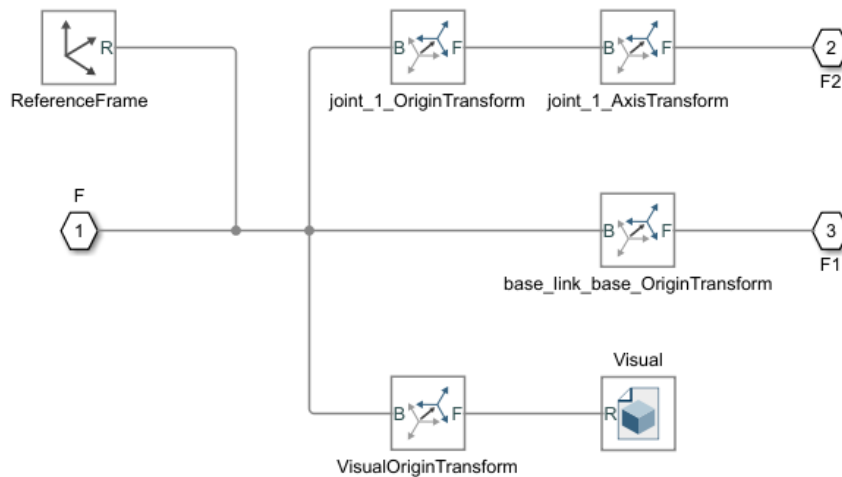 R
B
F
B
F
2
ReferenceFrame
joint_1_OriginTransform
joint_1_AxisTransform
F2
F
1
B
F
3
base_link_base_OriginTransform
F1
Visual
B
F
R
VisualOriginTransform